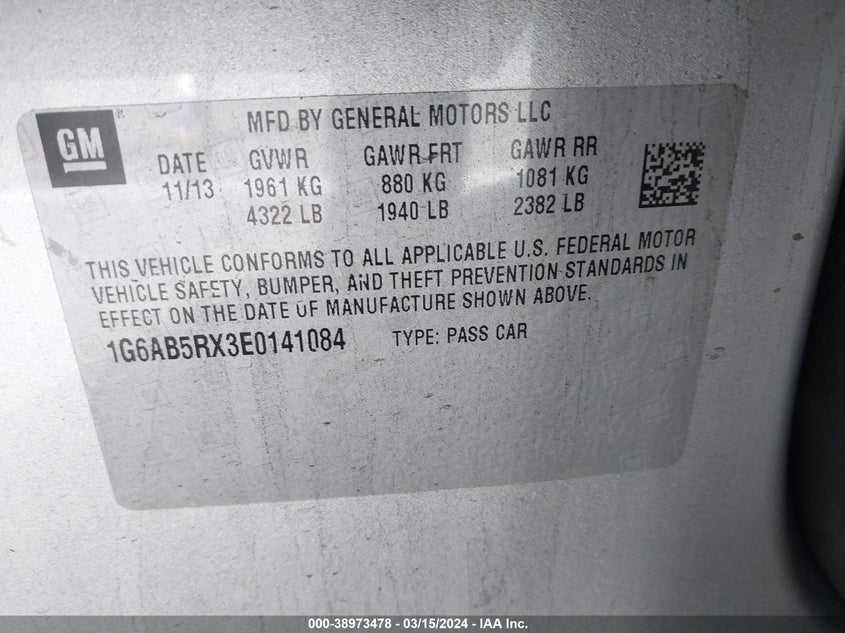 GM ®
MFD BY GENERAL MOTORS LLC
DATE GVWR GAWR FRT GAWR RR
11/13 1961 KG 880 KG 1081 KG
4322 LB 1940 LB 2382 LB
THIS VEHICLE CONFORMS TO ALL APPLICABLE U.S. FEDERAL MOTOR
VEHICLE SAFETY, BUMPER, AND THEFT PREVENTION STANDARDS IN
EFFECT ON THE DATE OF MANUFACTURE SHOWN ABOVE.
1G6AB5RX3E0141084 TYPE: PASS CAR
000-38973478 - 03/15/2024 - IAA Inc.